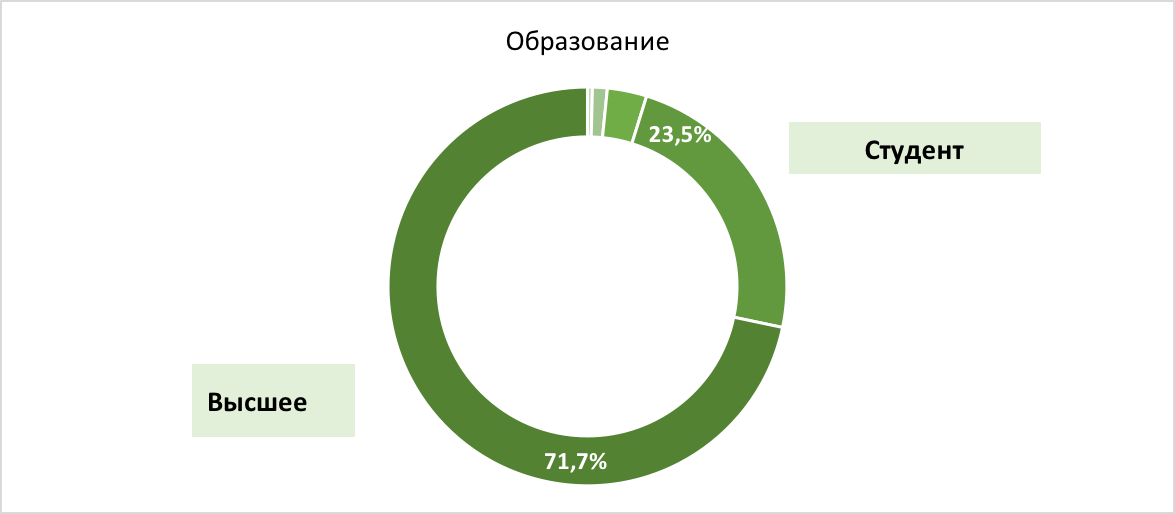 Образование
23,5%
Студент
Высшее
71,7%